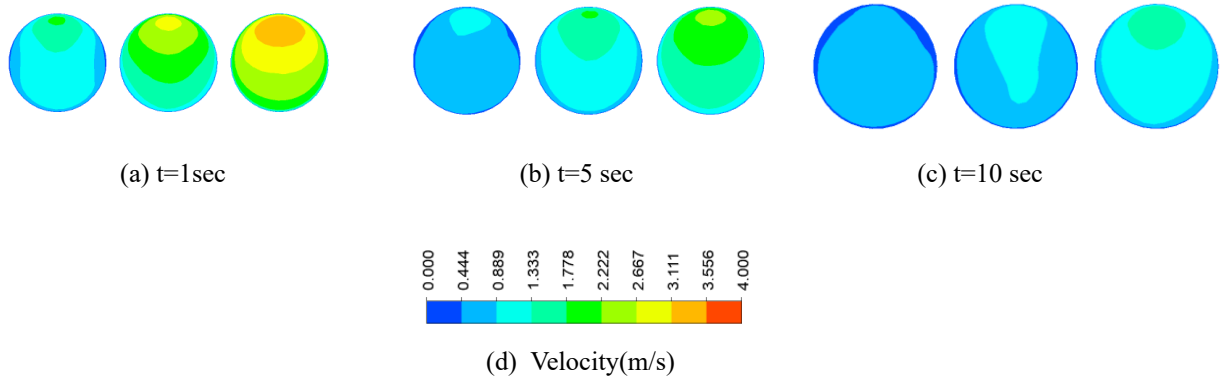 (a) t=1sec
(b) t=5 sec
(c) t=10 sec
0.000
0.444
0.889
1.333
1.778
2.222
2.667
3.111
3.556
4.000
(d) Velocity(m/s)